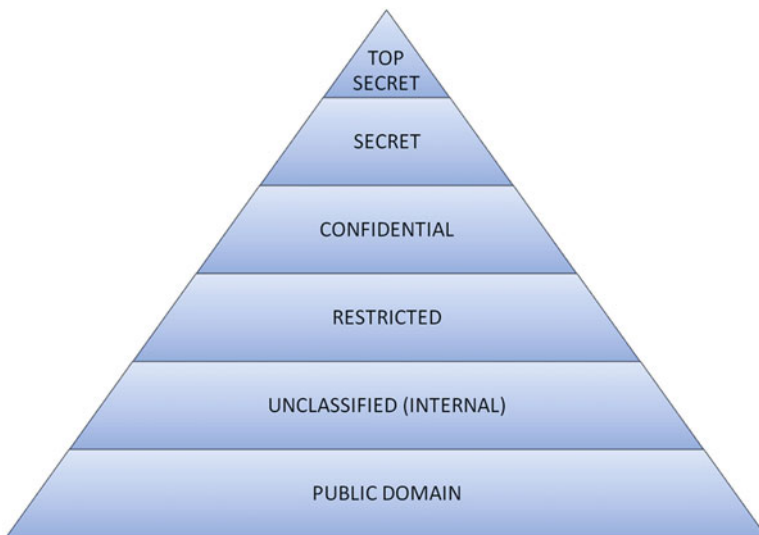 TOP
SECRET
SECRET
CONFIDENTIAL
RESTRICTED
UNCLASSIFIED (INTERNAL)
PUBLIC DOMAIN